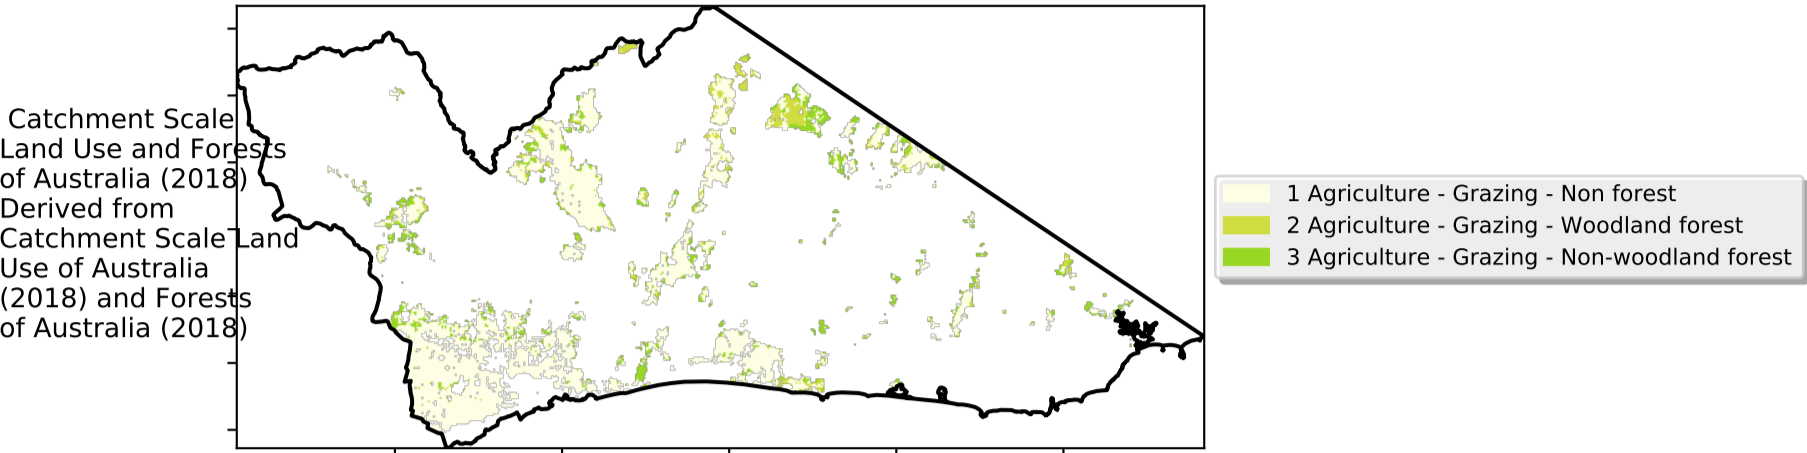 Catchment Scale
Land Use and Forests
of Australia (2018)
Derived from
Catchment Scale Land
Use of Australia
(2018) and Forests
of Australia (2018)
1 Agriculture - Grazing - Non forest
2 Agriculture - Grazing - Woodland forest
3 Agriculture - Grazing - Non-woodland forest